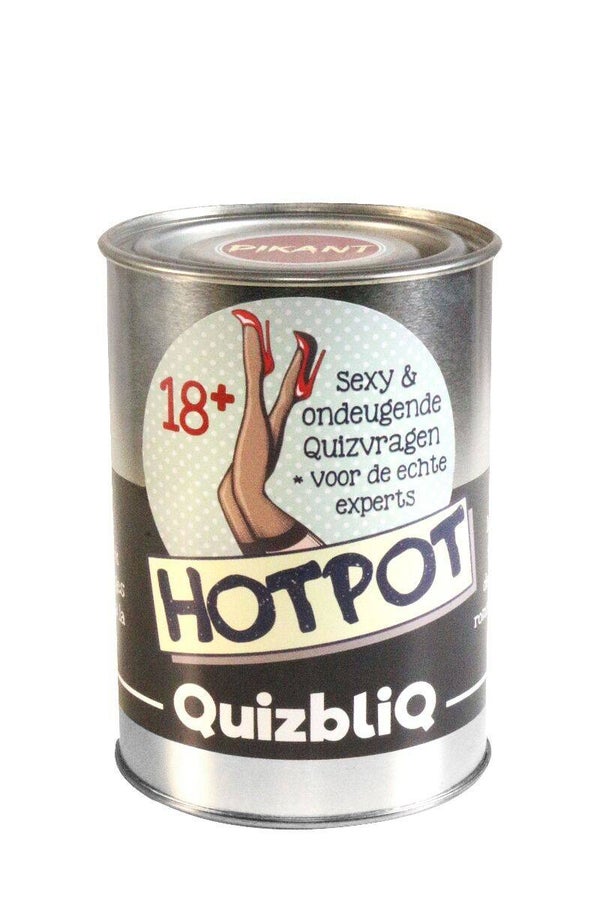 PIKANT
18+
Sexy &
ondeugende
Quizvragen
* voor de echte
experts
HOTPOT
QuizbliQ